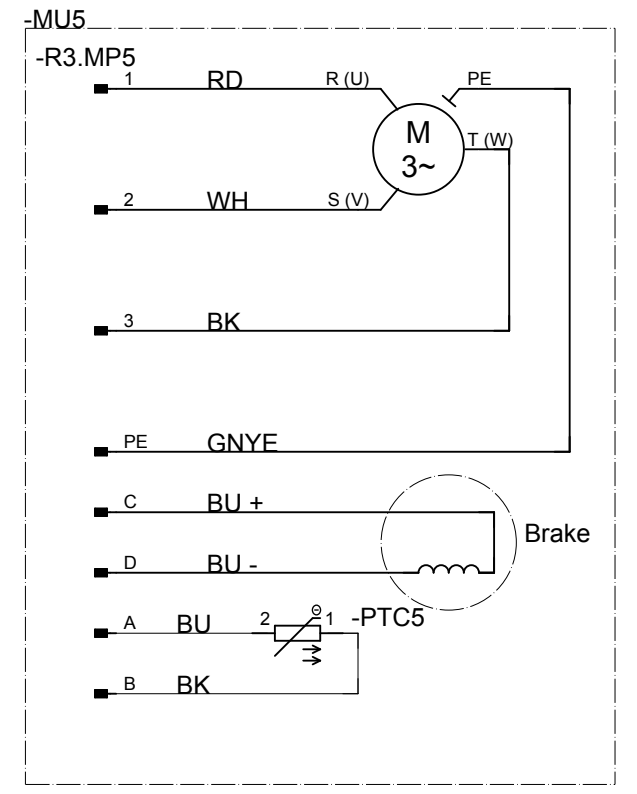 -MU5
-R3.MP5
1 RD R (U) PE
M
3~
T (W)
2 WH S (V)
3 BK
PE GNYE
C BU +
Brake
D BU -
A BU 2 Θ 1 -PTC5
B BK